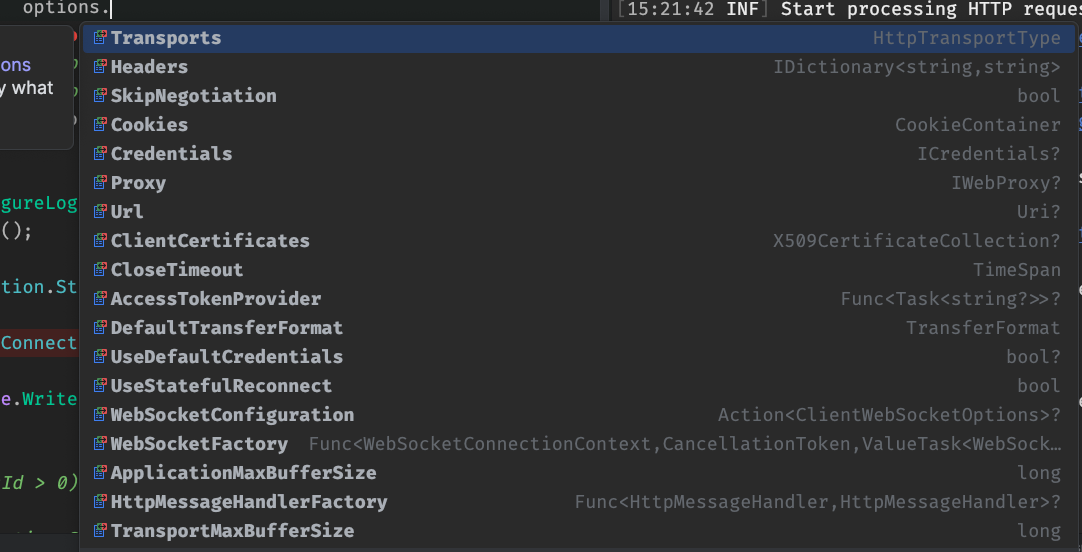 options.
[15:21:42 INF] Start processing HTTP reques
Transports HttpTransportType
ons Headers IDictionary<string,string>
y what SkipNegotiation bool
Cookies CookieContainer
Credentials ICredentials?
Proxy IWebProxy?
gureLog Url Uri?
(); ClientCertificates X509CertificateCollection?
CloseTimeout TimeSpan
tion.St AccessTokenProvider Func<Task<string?>>?
DefaultTransferFormat TransferFormat
Connect UseDefaultCredentials bool?
UseStatefulReconnect bool
e.Write WebSocketConfiguration Action<ClientWebSocketOptions>?
WebSocketFactory Func<WebSocketConnectionContext,CancellationToken,ValueTask<WebSock…
Id > 0) ApplicationMaxBufferSize long
HttpMessageHandlerFactory Func<HttpMessageHandler,HttpMessageHandler>?
TransportMaxBufferSize long